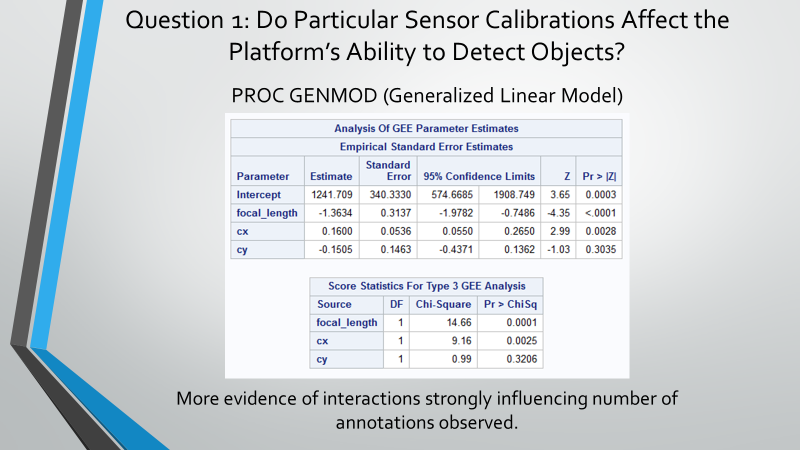 Question 1: Do Particular Sensor Calibrations Affect the
Platform's Ability to Detect Objects?
PROC GENMOD (Generalized Linear Model)
Analysis Of GEE Parameter Estimates
Empirical Standard Error Estimates
Parameter Estimate Standard Error 95% Confidence Limits Z Pr > |Z|
Intercept 1241.709 340.3330 574.6685 1908.749 3.65 0.0003
focal_length -1.3634 0.3137 -1.9782 -0.7486 -4.35 <.0001
cx 0.1600 0.0536 0.0550 0.2650 2.99 0.0028
cy -0.1505 0.1463 -0.4371 0.1362 -1.03 0.3035
Score Statistics For Type 3 GEE Analysis
Source DF Chi-Square Pr > ChiSq
focal_length 1 14.66 0.0001
cx 1 9.16 0.0025
cy 1 0.99 0.3206
More evidence of interactions strongly influencing number of
annotations observed.